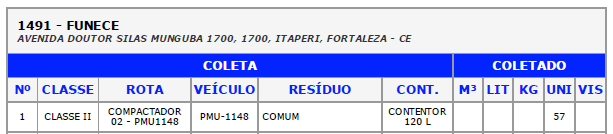 1491 - FUNECE
AVENIDA DOUTOR SILAS MUNGUBA 1700, 1700, ITAPERI, FORTALEZA - CE
COLETA COLETADO
Nº CLASSE ROTA VEÍCULO RESÍDUO CONT. M³ LIT KG UNI VIS
1 CLASSE II COMPACTADOR 02 - PMU1148 PMU-1148 COMUM CONTENTOR 120 L 57